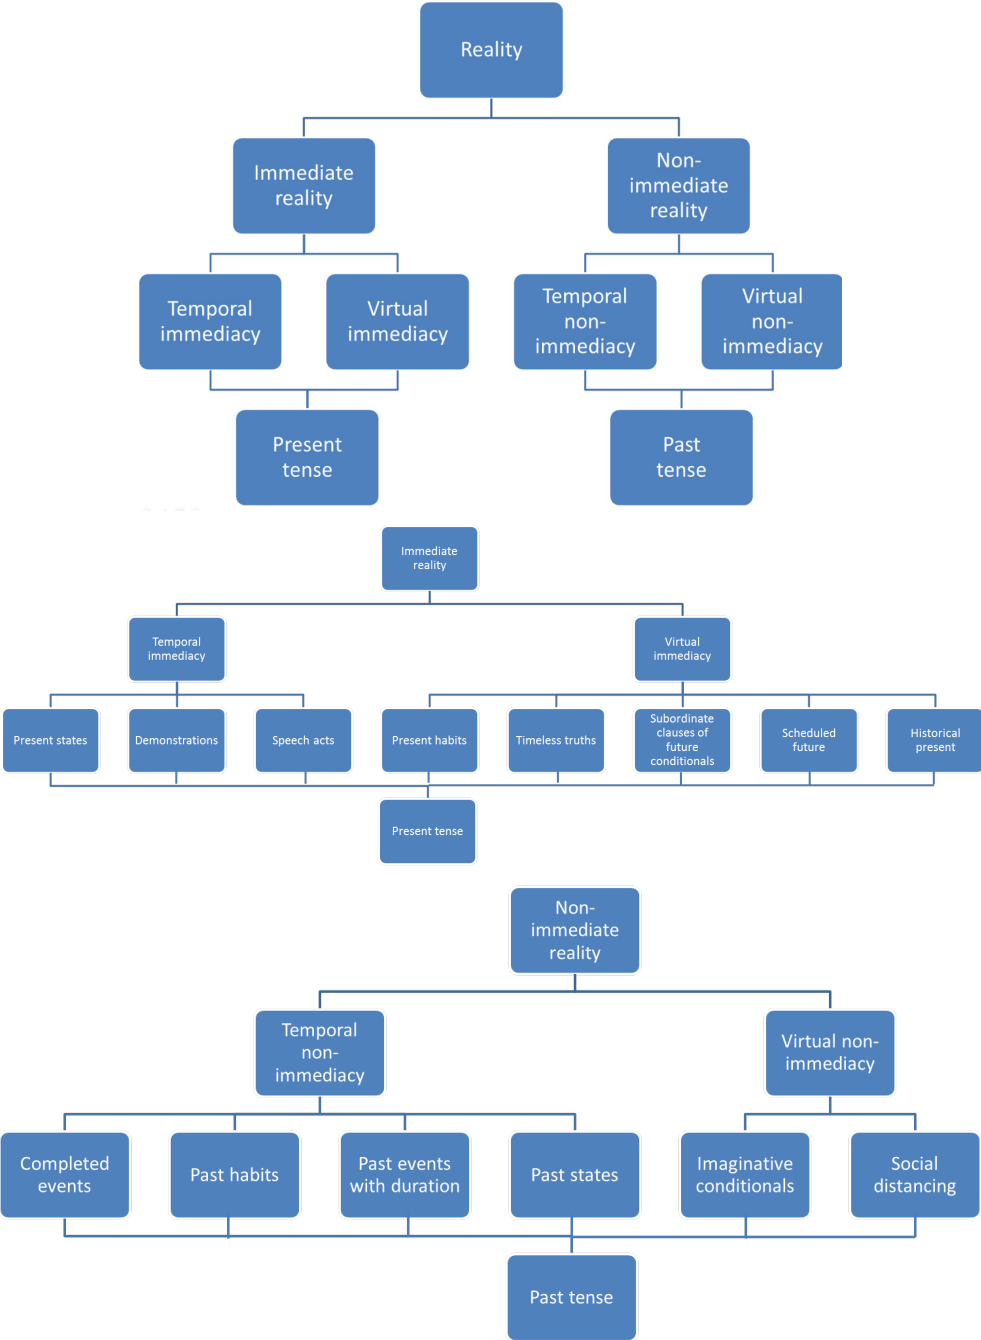 Reality
Immediate
reality
Non-
immediate
reality
Temporal
immediacy
Virtual
immediacy
Temporal
non-
immediacy
Virtual
non-
immediacy
Present
tense
Past
tense
Immediate
reality
Temporal
immediacy
Virtual
immediacy
Present states
Demonstrations
Speech acts
Present habits
Timeless truths
Subordinate
clauses of
future
conditionals
Scheduled
future
Historical
present
Present tense
Non-
immediate
reality
Temporal
non-
immediacy
Virtual non-
immediacy
Completed
events
Past habits
Past events
with duration
Past states
Imaginative
conditionals
Social
distancing
Past tense